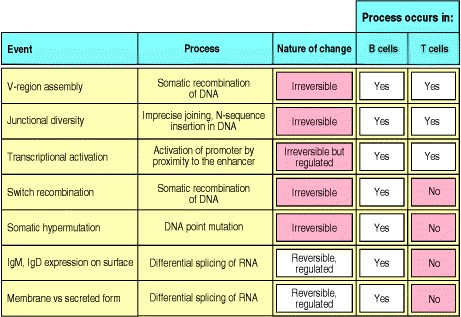 Process occurs in:
Event Process Nature of change B cells T cells
V-region assembly Somatic recombination of DNA Irreversible Yes Yes
Junctional diversity Imprecise joining, N-sequence insertion in DNA Irreversible Yes Yes
Transcriptional activation Activation of promoter by proximity to the enhancer Irreversible but regulated Yes Yes
Switch recombination Somatic recombination of DNA Irreversible Yes No
Somatic hypermutation DNA point mutation Irreversible Yes No
IgM, IgD expression on surface Differential splicing of RNA Reversible, regulated Yes No
Membrane vs secreted form Differential splicing of RNA Reversible, regulated Yes No